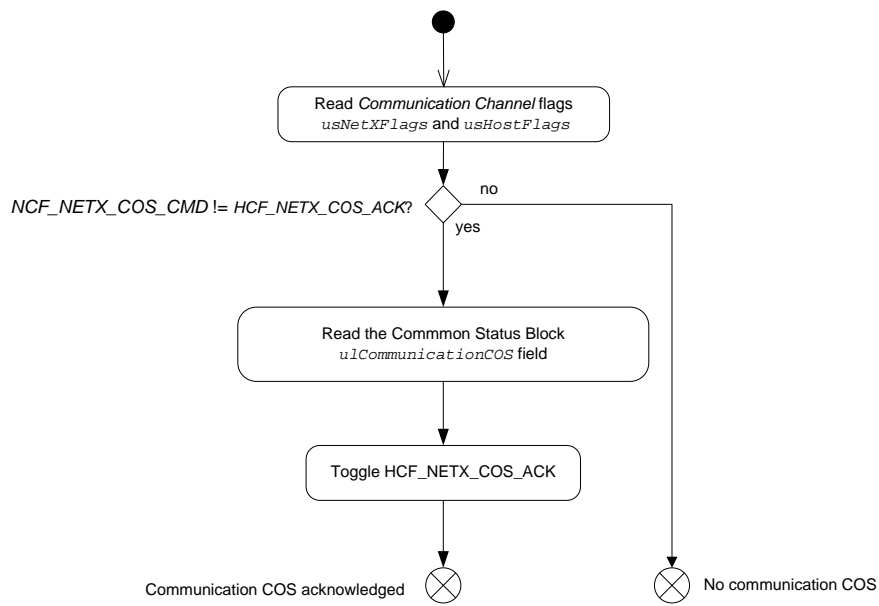 Read Communication Channel flags
usNetXFlags and usHostFlags
no
NCF_NETX_COS_CMD != HCF_NETX_COS_ACK?
yes
Read the Commmon Status Block
ulCommunicationCOS field
Toggle HCF_NETX_COS_ACK
Communication COS acknowledged
No communication COS